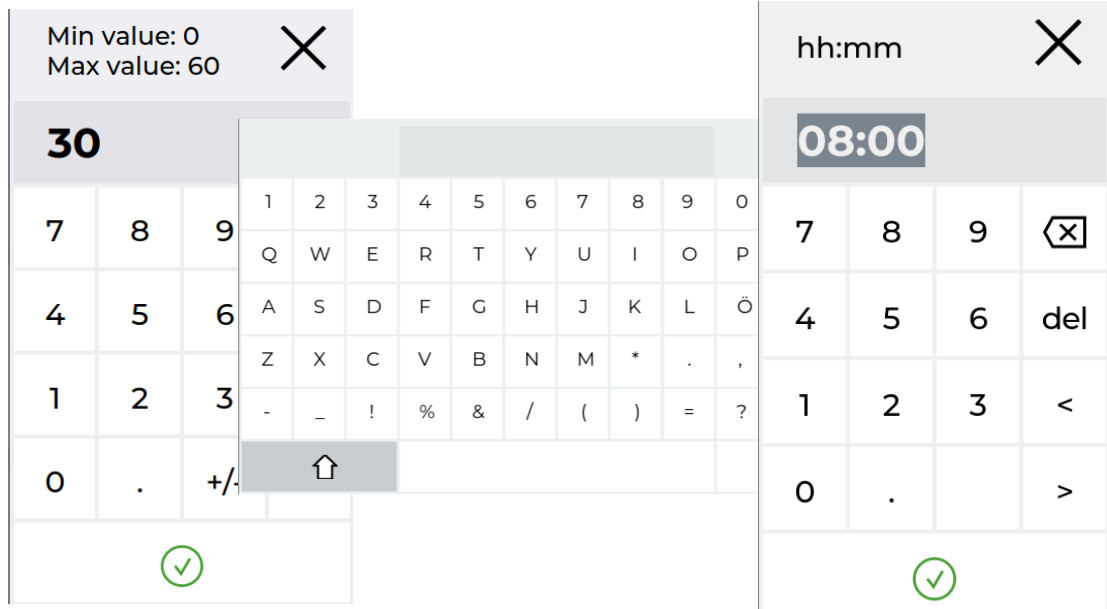 Min value: 0
Max value: 60
30
7 8 9
4 5 6
1 2 3
0 . +/-
1 2 3 4 5 6 7 8 9 0
Q W E R T Y U I O P
A S D F G H J K L Ö
Z X C V B N M * . ,
- _ ! % & / ( ) = ?
hh:mm
08:00
7 8 9
4 5 6 del
1 2 3 <
0 . >